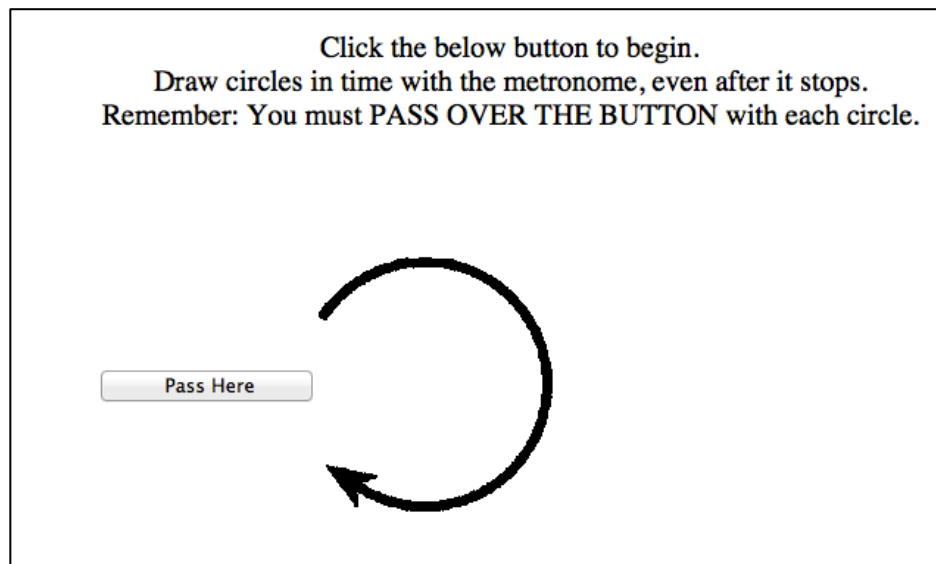 Click the below button to begin.
Draw circles in time with the metronome, even after it stops.
Remember: You must PASS OVER THE BUTTON with each circle.
Pass Here